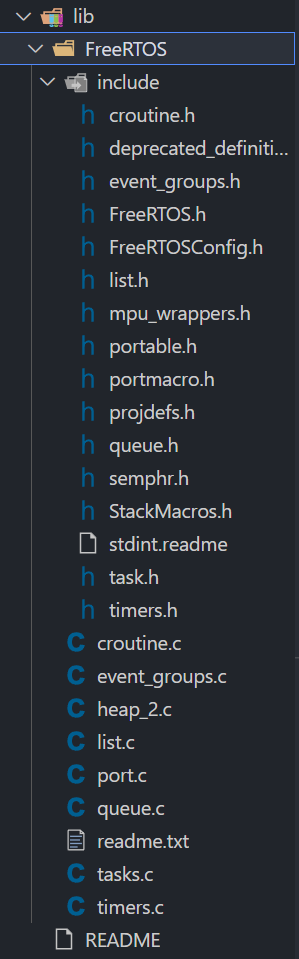 lib
FreeRTOS
include
h croutine.h
h deprecated_definiti...
h event_groups.h
h FreeRTOS.h
h FreeRTOSConfig.h
h list.h
h mpu_wrappers.h
h portable.h
h portmacro.h
h projdefs.h
h queue.h
h semphr.h
h StackMacros.h
stdint.readme
h task.h
h timers.h
C croutine.c
C event_groups.c
C heap_2.c
C list.c
C port.c
C queue.c
readme.txt
C tasks.c
C timers.c
README